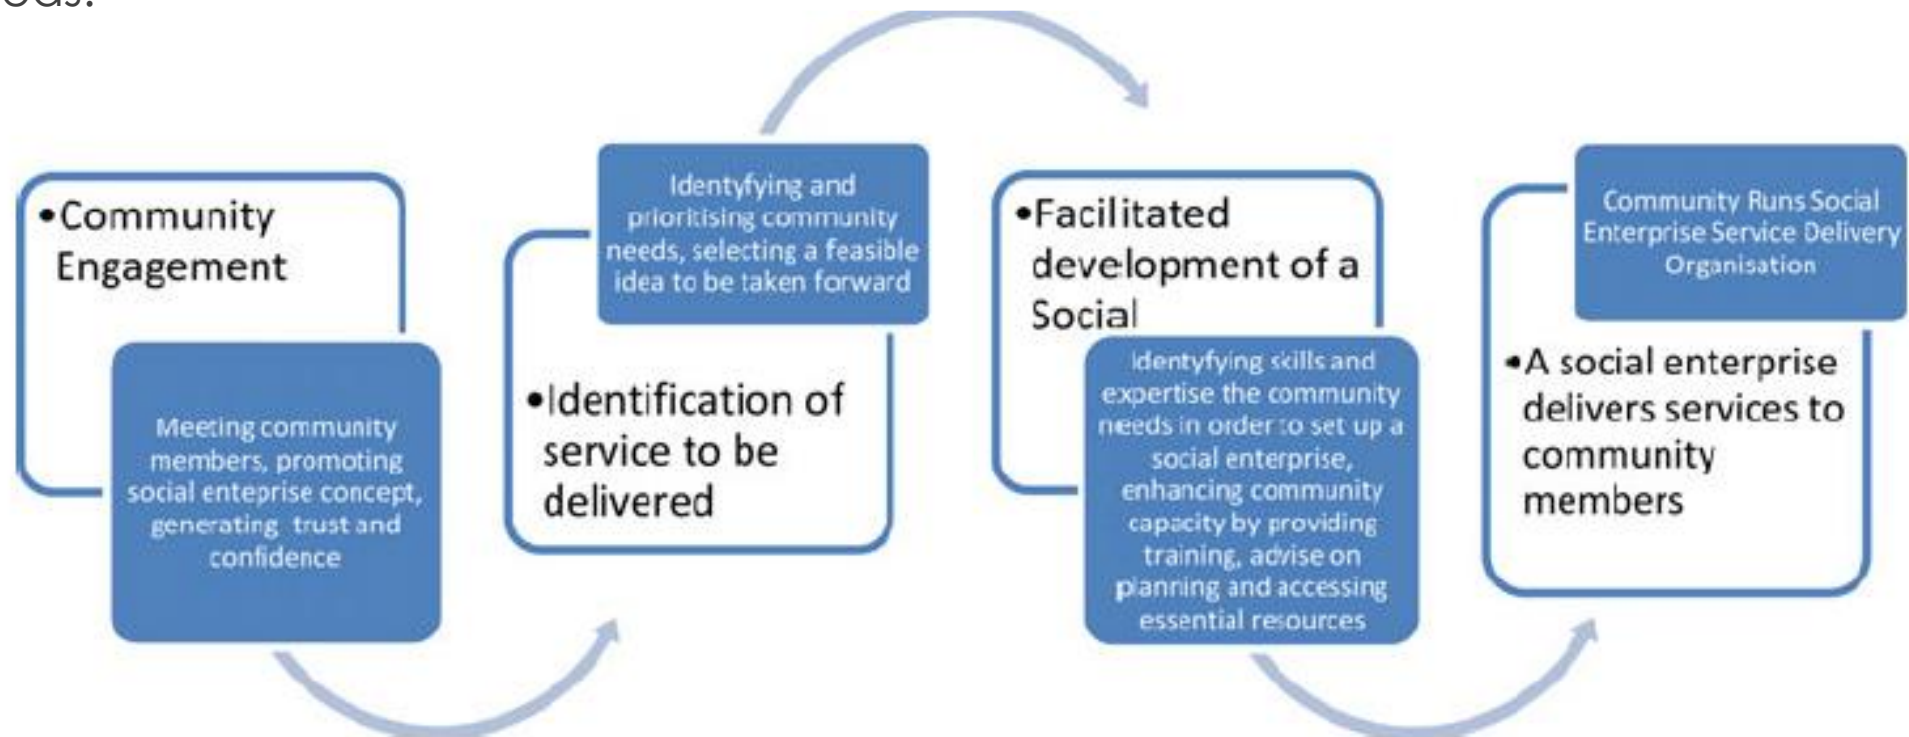 •Community
Engagement
Meeting community
members, promoting
social enteprise concept,
generating trust and
confidence
Identyfying and
prioritising community
needs, selecting a feasible
idea to be taken forward
•Identification of
service to be
delivered
•Facilitated
development of a
Social
Identyfying skills and
expertise the community
needs in order to set up a
social enterprise,
enhancing community
capacity by providing
training, advise on
planning and accessing
essential resources
Community Runs Social
Enterprise Service Delivery
Organisation
•A social enterprise
delivers services to
community
members